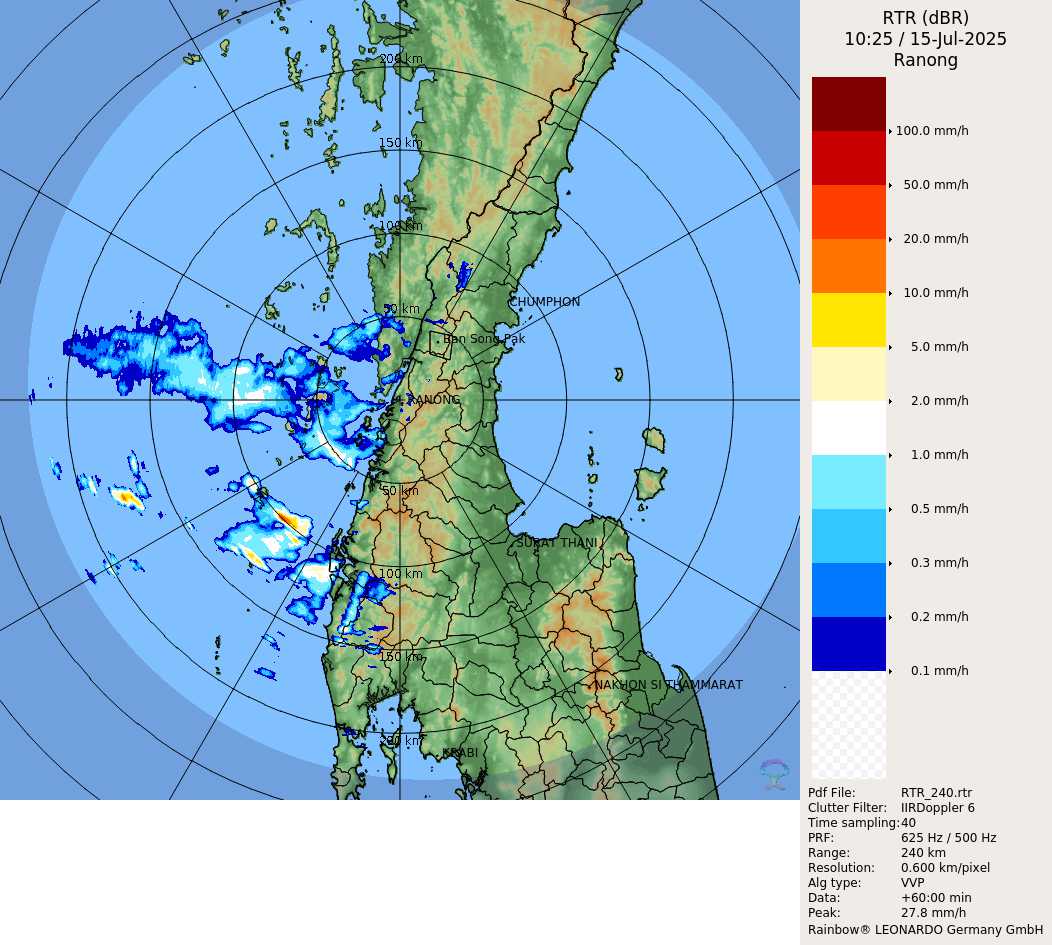 RTR (dBR)
10:25 / 15-Jul-2025
Ranong
200 km
150 km
100 km
50 km
CHUMPHON
Ban Song Pak
RANONG
50 km
SURAT THANI
100 km
150 km
NAKHON SI THAMMARAT
200 km
KRABI
100.0 mm/h
50.0 mm/h
20.0 mm/h
10.0 mm/h
5.0 mm/h
2.0 mm/h
1.0 mm/h
0.5 mm/h
0.3 mm/h
0.2 mm/h
0.1 mm/h
Pdf File: RTR_240.rtr
Clutter Filter: IIRDoppler 6
Time sampling: 40
PRF: 625 Hz / 500 Hz
Range: 240 km
Resolution: 0.600 km/pixel
Alg type: VVP
Data: +60:00 min
Peak: 27.8 mm/h
Rainbow® LEONARDO Germany GmbH